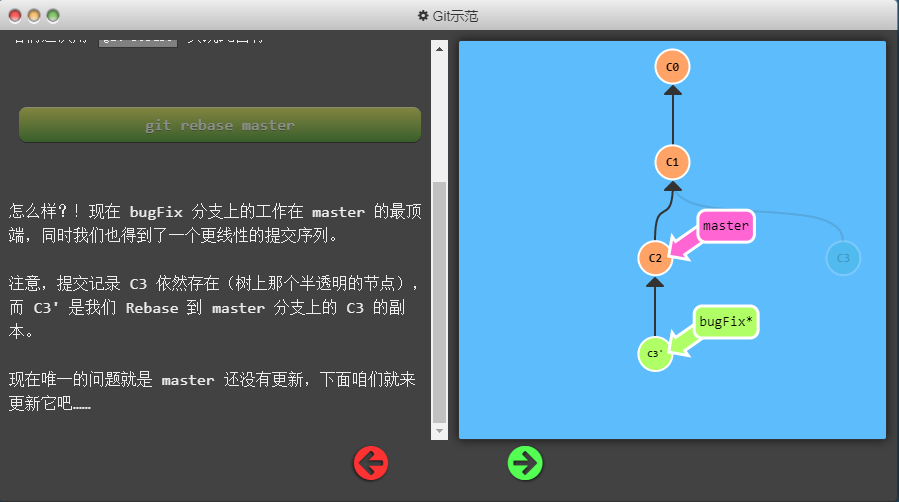 Git示范
git rebase master
怎么样？！现在 bugFix 分支上的工作在 master 的最顶
端，同时我们也得到了一个更线性的提交序列。
注意，提交记录 C3 依然存在（树上那个半透明的节点），
而 C3' 是我们 Rebase 到 master 分支上的 C3 的副
本。
现在唯一的问题就是 master 还没有更新，下面咱们就来
更新它吧……
C0
C1
master
C2
C3
bugFix*
C3'